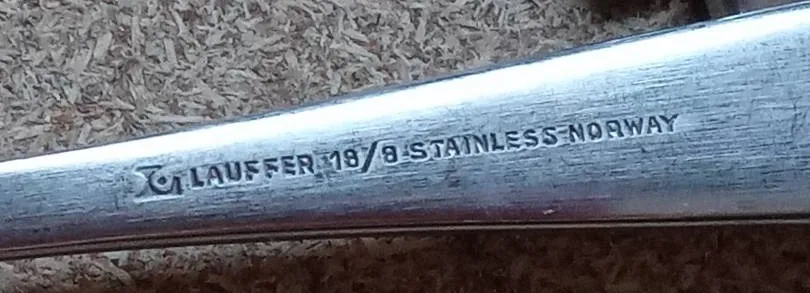 LAUFFER 18/8 STAINLESS-NORWAY